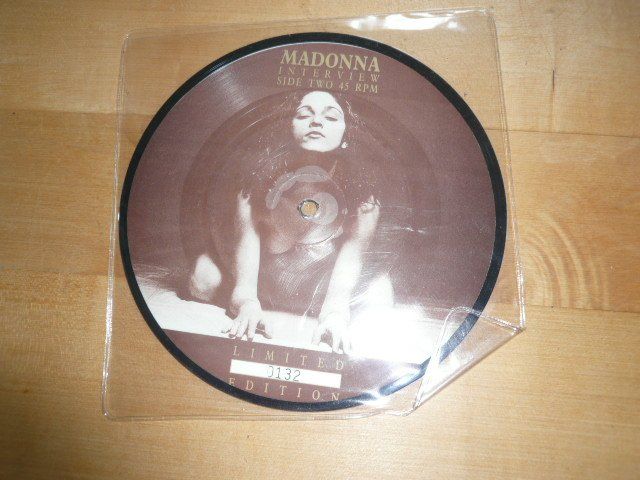 MADONNA
INTERVIEW
SIDE TWO 45 RPM
LIMITED
0132
EDITION